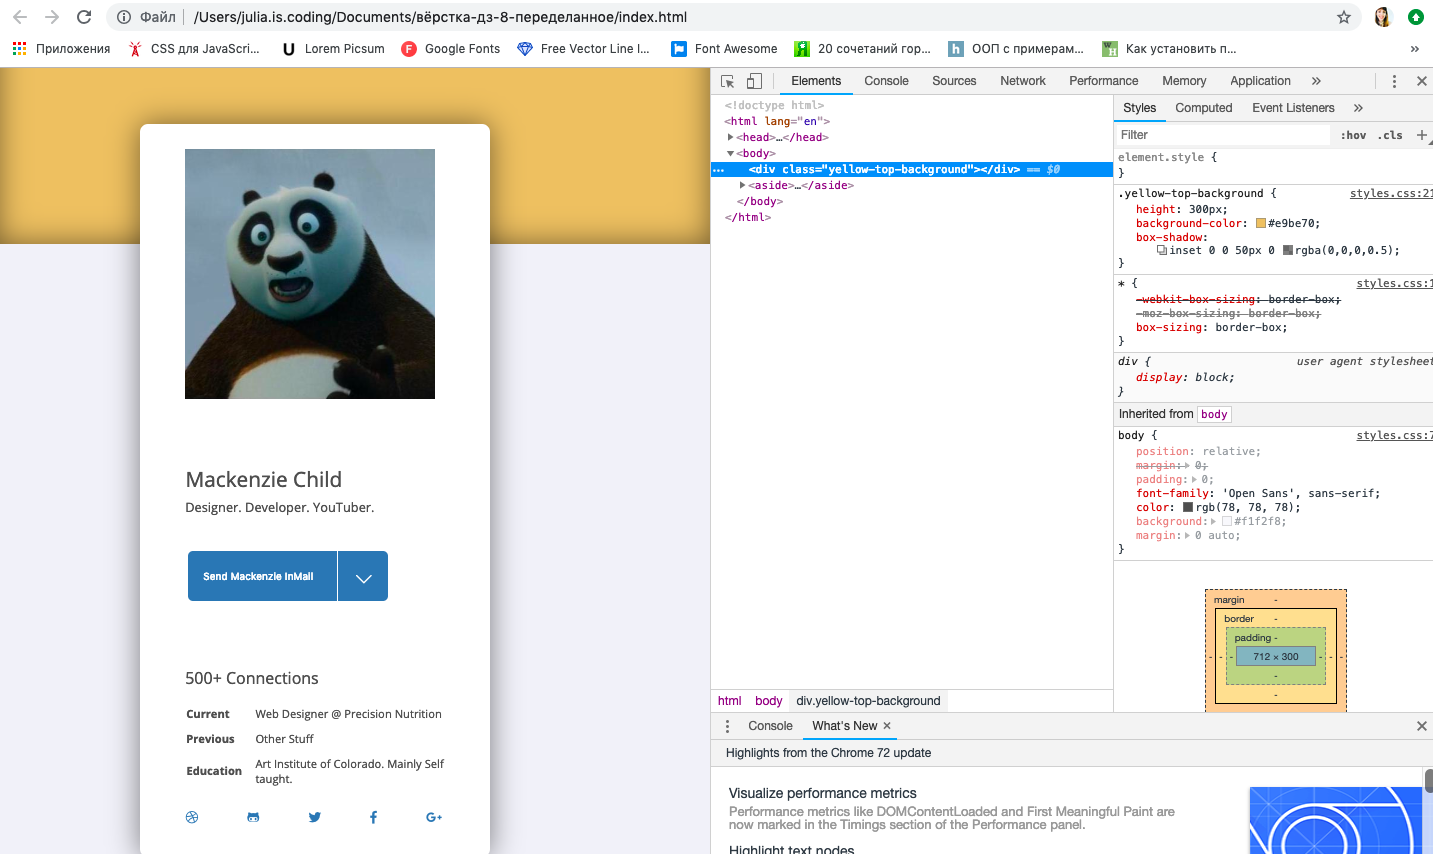 Файл /Users/julia.is.coding/Documents/вёрстка-дз-8-переделанное/index.html
Приложения CSS для JavaScri... Lorem Picsum Google Fonts Free Vector Line I... Font Awesome 20 сочетаний гор... ООП с примерам... Как установить п... »
Elements Console Sources Network Performance Memory Application »
<!doctype html>
<html lang="en">
<head>…</head>
<body>
<div class="yellow-top-background"></div> == $0
<aside>…</aside>
</body>
</html>
html body div.yellow-top-background
Styles Computed Event Listeners »
Filter :hov .cls +
element.style {
}
.yellow-top-background { styles.css:21
height: 300px;
background-color: #e9be70;
box-shadow:
inset 0 0 50px 0 rgba(0,0,0,0.5);
}
* { styles.css:1
-webkit-box-sizing: border-box;
-moz-box-sizing: border-box;
box-sizing: border-box;
}
div { user agent stylesheet
display: block;
}
Inherited from body
body { styles.css:7
position: relative;
margin: 0;
padding: 0;
font-family: 'Open Sans', sans-serif;
color: rgb(78, 78, 78);
background: #f1f2f8;
margin: 0 auto;
}
margin -
border -
padding -
- - - 712 × 300 - - -
-
-
Mackenzie Child
Designer. Developer. YouTuber.
Send Mackenzie InMail
500+ Connections
Current Web Designer @ Precision Nutrition
Previous Other Stuff
Education Art Institute of Colorado. Mainly Self
taught.
Console What's New ×
Highlights from the Chrome 72 update
Visualize performance metrics
Performance metrics like DOMContentLoaded and First Meaningful Paint are
now marked in the Timings section of the Performance panel.
Highlight text nodes